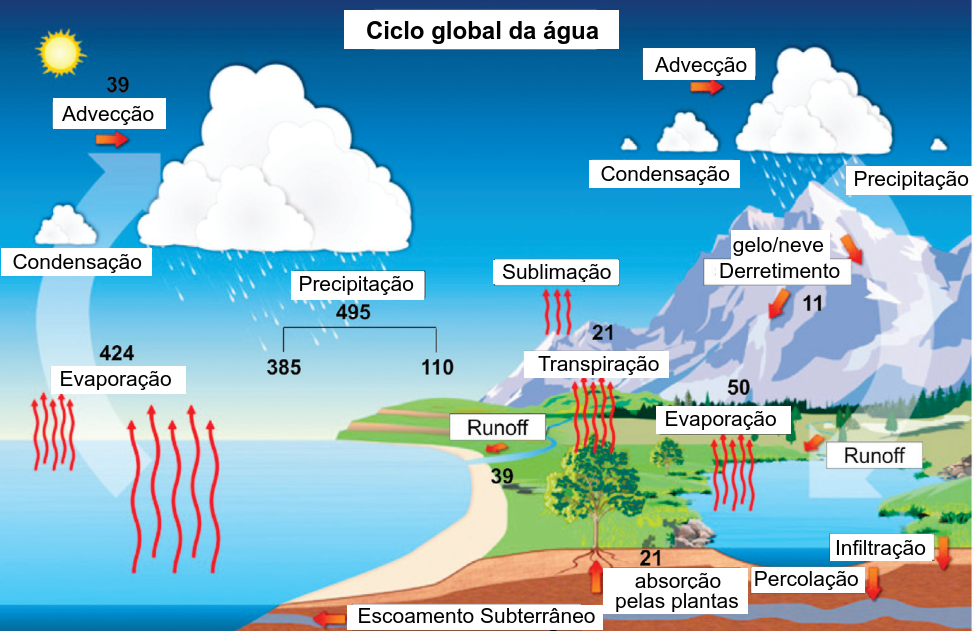 Ciclo global da água
39
Advecção
Advecção
Condensação
Precipitação
Condensação
gelo/neve
Derretimento
11
Sublimação
Precipitação
495
385
110
21
Transpiração
424
Evaporação
50
Evaporação
Runoff
39
Runoff
Infiltração
21
absorção
pelas plantas
Percolação
Escoamento Subterrâneo